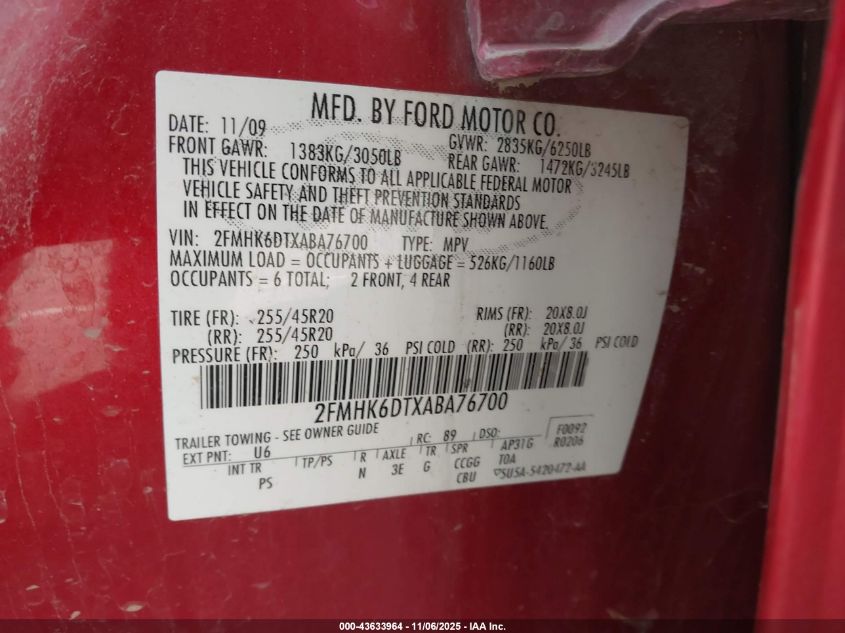 MFD. BY FORD MOTOR CO.
DATE: 11/09 GVWR: 2835KG/6250LB
FRONT GAWR: 1383KG/3050LB REAR GAWR: 1472KG/3245LB
THIS VEHICLE CONFORMS TO ALL APPLICABLE FEDERAL MOTOR
VEHICLE SAFETY AND THEFT PREVENTION STANDARDS
IN EFFECT ON THE DATE OF MANUFACTURE SHOWN ABOVE.
VIN: 2FMHK6DTXABA76700 TYPE: MPV
MAXIMUM LOAD = OCCUPANTS + LUGGAGE = 526KG/1160LB
OCCUPANTS = 6 TOTAL; 2 FRONT, 4 REAR
TIRE (FR): 255/45R20 RIMS (FR): 20X8.0J
(RR): 255/45R20 (RR): 20X8.0J
PRESSURE (FR): 250 kPa/ 36 PSI COLD (RR): 250 kPa/ 36 PSI COLD
2FMHK6DTXABA76700
TRAILER TOWING - SEE OWNER GUIDE RC: 89 DSO: F0092
EXT PNT: U6 R0206
INT TR TP/PS R AXLE TR SPR AP31G
PS N 3E G CCGG TOA
CBU 5U5A-5420472-AA
000-43633964 - 11/06/2025 - IAA Inc.